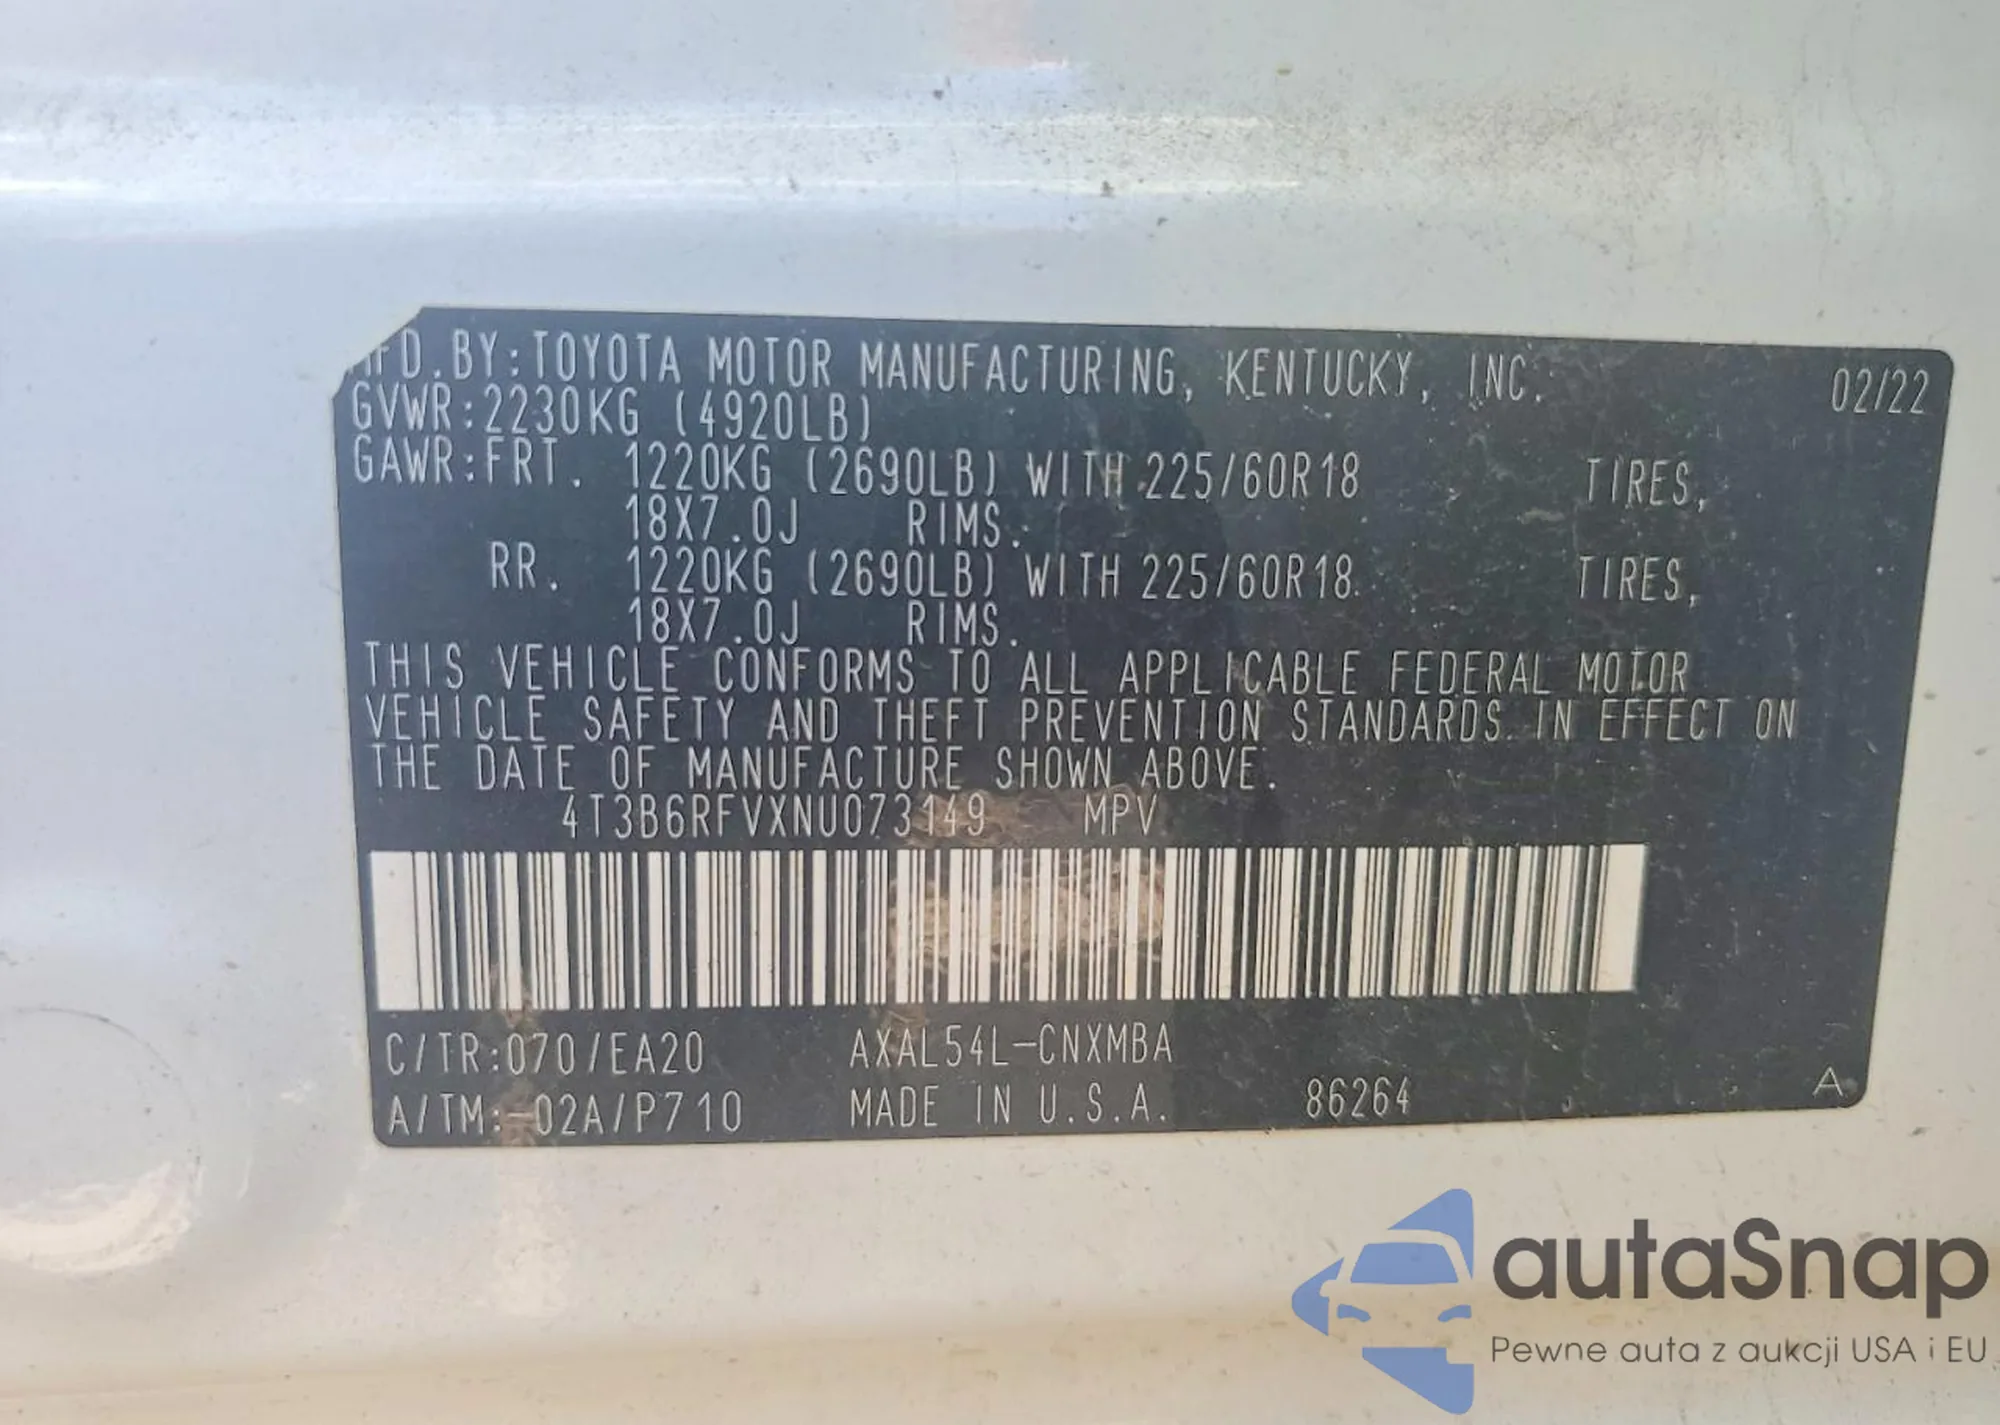 MFD.BY:TOYOTA MOTOR MANUFACTURING, KENTUCKY, INC. 02/22
GVWR:2230KG (4920LB)
GAWR:FRT. 1220KG (2690LB) WITH 225/60R18 TIRES,
18X7.0J RIMS.
RR. 1220KG (2690LB) WITH 225/60R18 TIRES,
18X7.0J RIMS.
THIS VEHICLE CONFORMS TO ALL APPLICABLE FEDERAL MOTOR
VEHICLE SAFETY AND THEFT PREVENTION STANDARDS IN EFFECT ON
THE DATE OF MANUFACTURE SHOWN ABOVE.
4T3B6RFVXNU073149 MPV
C/TR:070/EA20 AXAL54L-CNXMBA
A/TM:-02A/P710 MADE IN U.S.A. 86264 A
autaSnap
Pewne auta z aukcji USA i EU